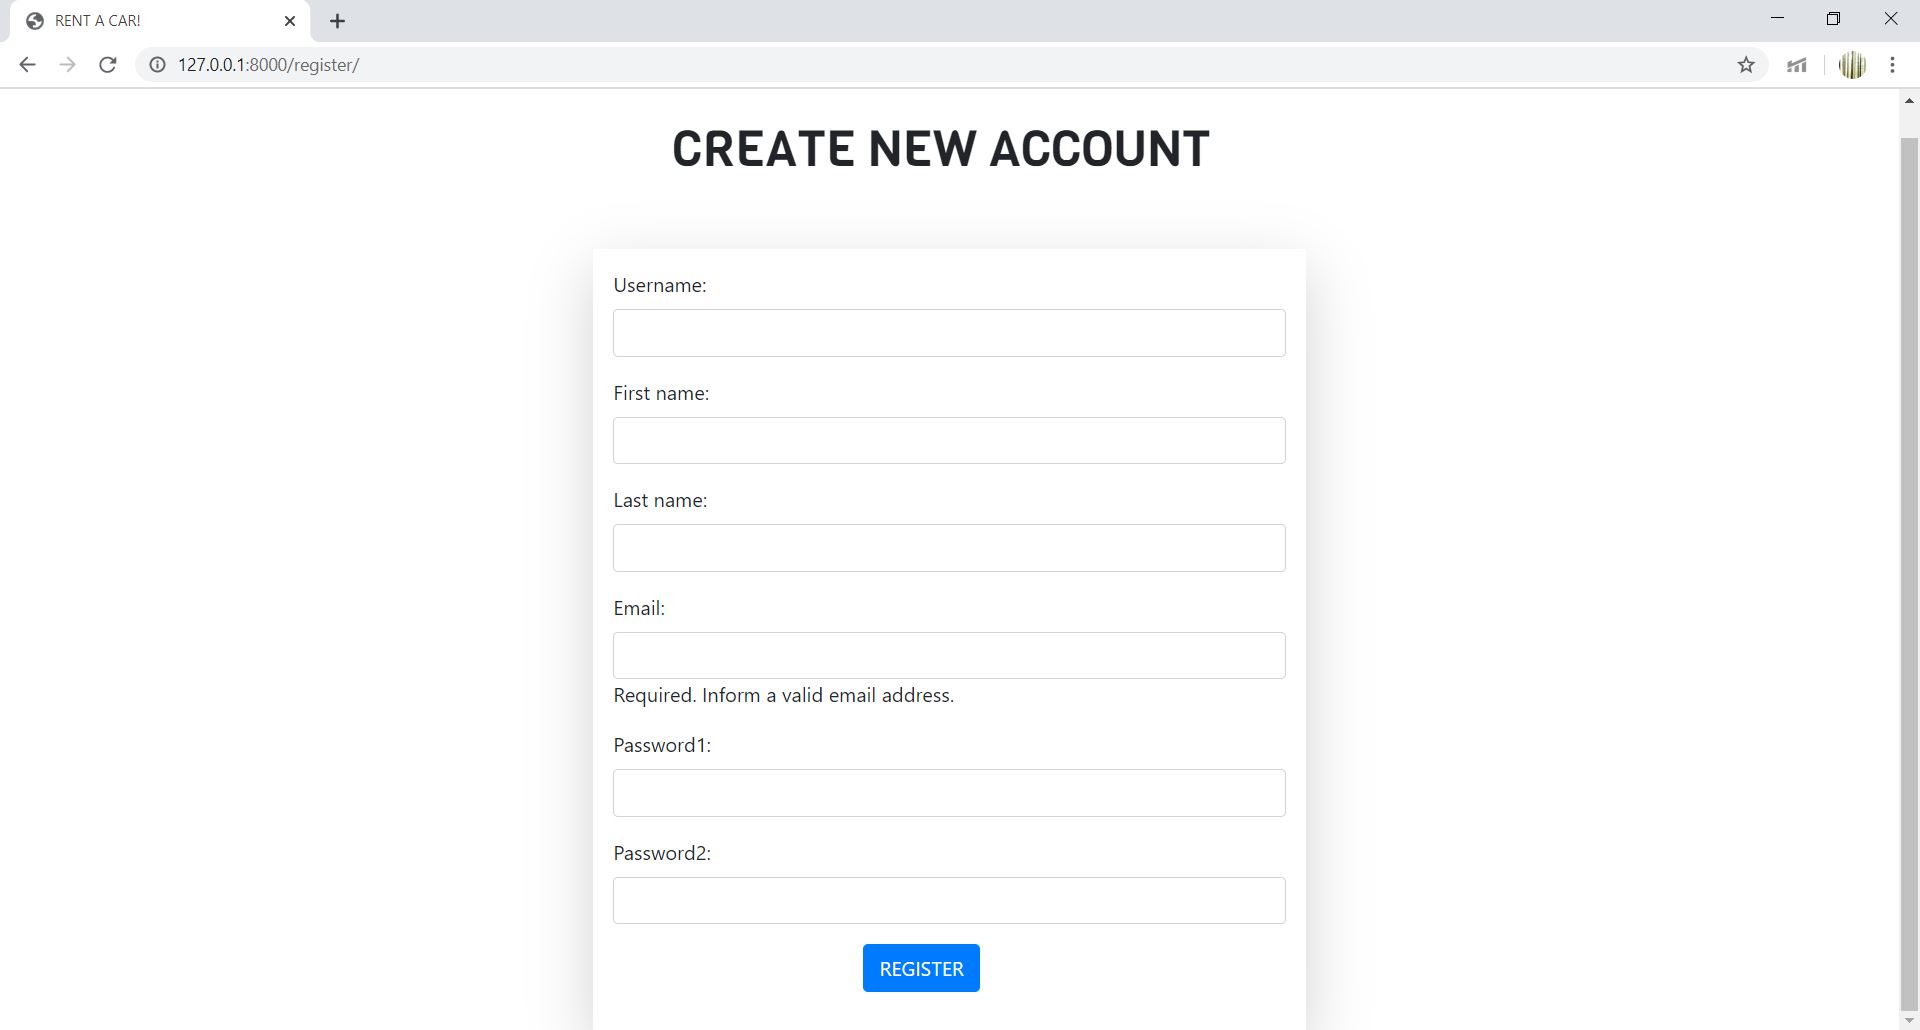 RENT A CAR!
127.0.0.1:8000/register/
CREATE NEW ACCOUNT
Username:
First name:
Last name:
Email:
Required. Inform a valid email address.
Password1:
Password2:
REGISTER